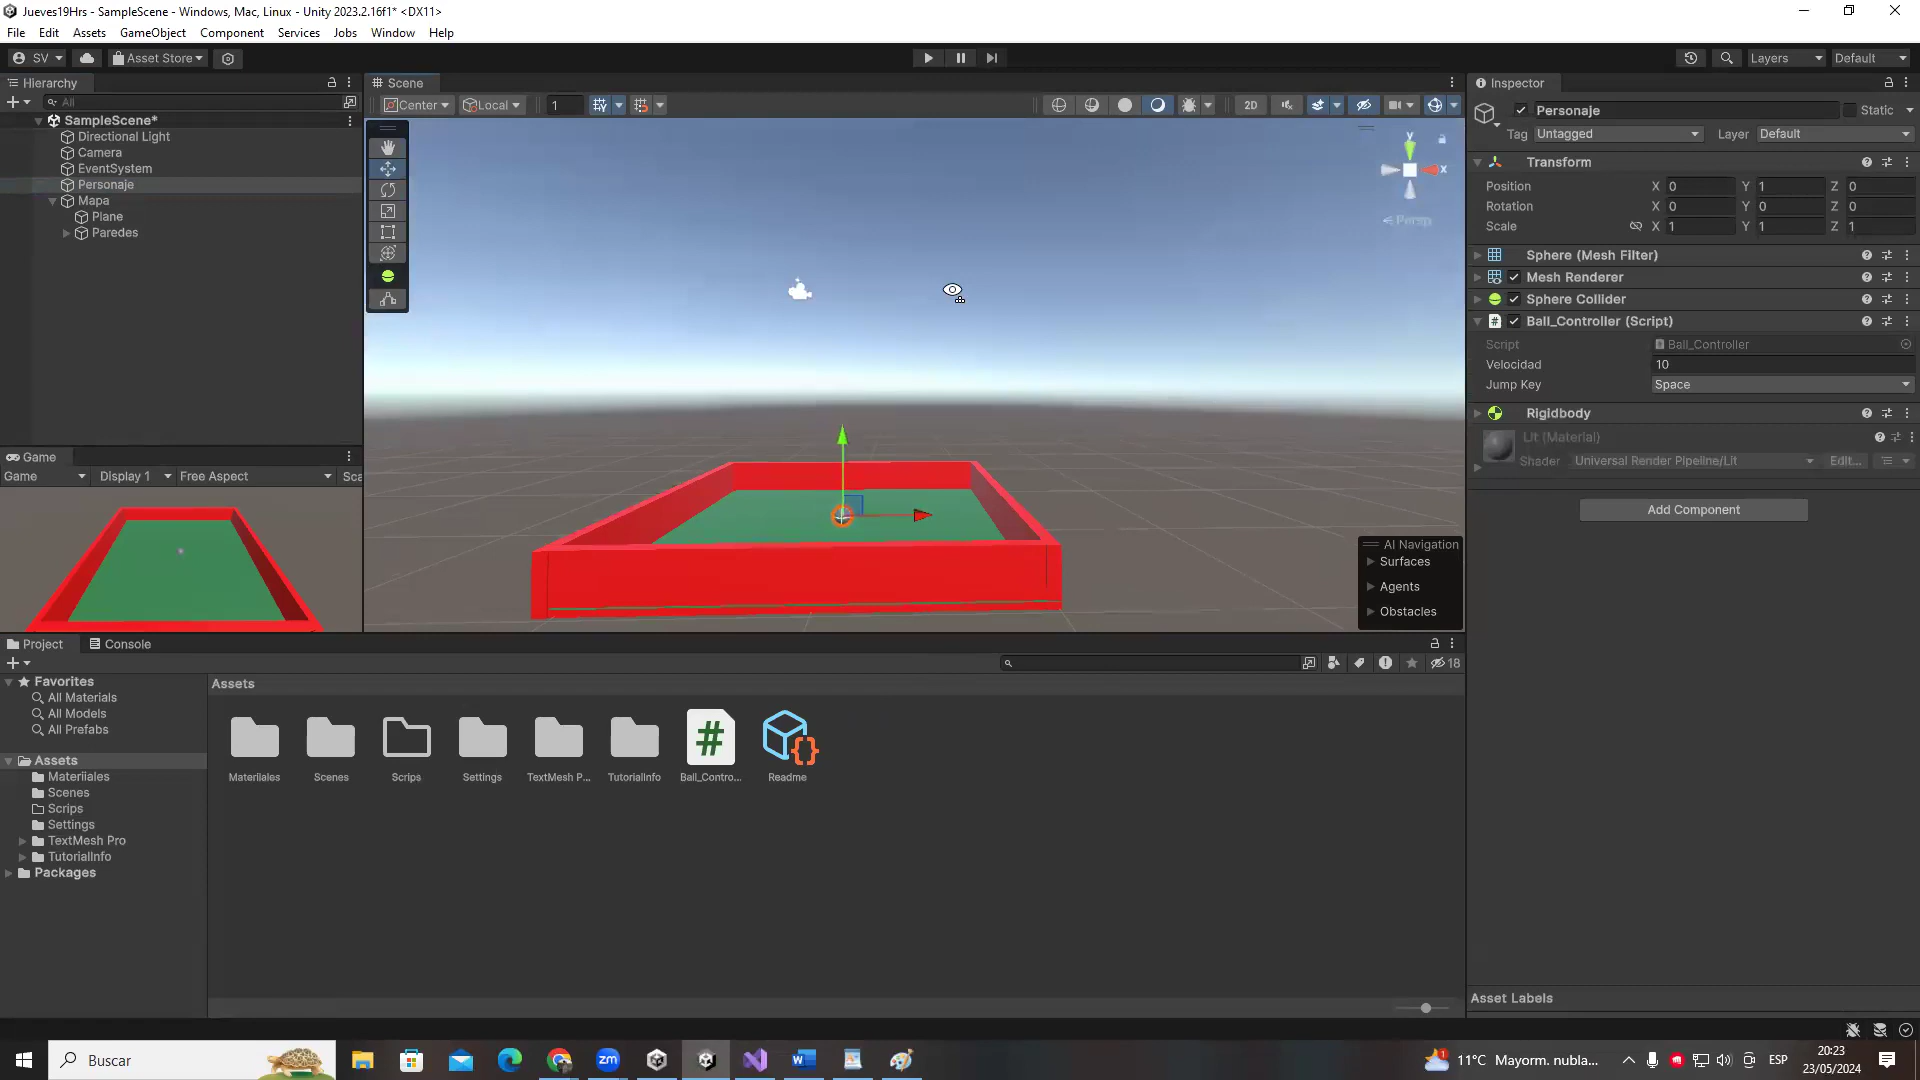 Jueves19Hrs - SampleScene - Windows, Mac, Linux - Unity 2023.2.16f1* <DX11>
File Edit Assets GameObject Component Services Jobs Window Help
SV Asset Store Layers Default
Hierarchy
All
SampleScene*
Directional Light
Camera
EventSystem
Personaje
Mapa
Plane
Paredes
Scene
Center Local 1 2D
y
x
Persp
AI Navigation
Surfaces
Agents
Obstacles
Game
Game Display 1 Free Aspect Sca
Inspector
Personaje Static
Tag Untagged Layer Default
Transform
Position X 0 Y 1 Z 0
Rotation X 0 Y 0 Z 0
Scale X 1 Y 1 Z 1
Sphere (Mesh Filter)
Mesh Renderer
Sphere Collider
# Ball_Controller (Script)
Script Ball_Controller
Velocidad 10
Jump Key Space
Rigidbody
Lit (Material)
Shader Universal Render Pipeline/Lit Edit...
Add Component
Asset Labels
Project Console
18
Favorites
All Materials
All Models
All Prefabs
Assets
Materiiales
Scenes
Scrips
Settings
TextMesh Pro
TutorialInfo
Packages
Assets
Materiiales Scenes Scrips Settings TextMesh P... TutorialInfo Ball_Contro... Readme
Buscar
11°C Mayorm. nubla... ESP
20:23
23/05/2024